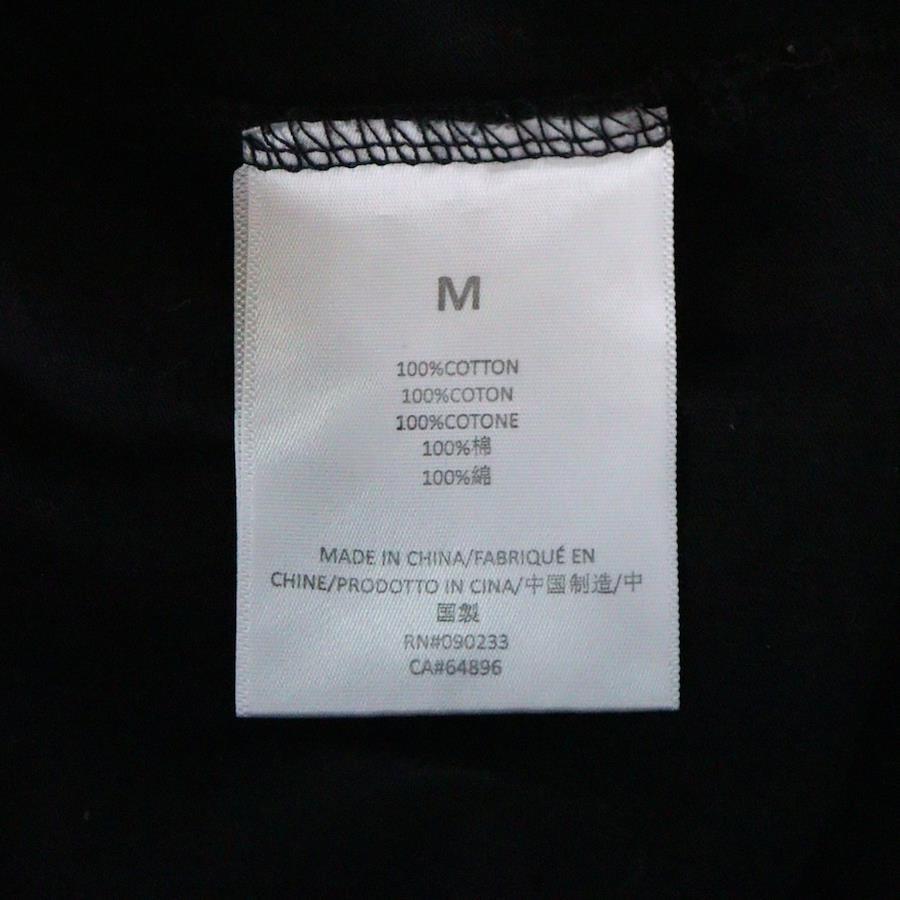 M
100%COTTON
100%COTON
100%COTONE
100%棉
100%綿
MADE IN CHINA/FABRIQUÉ EN
CHINE/PRODOTTO IN CINA/中国制造/中
国製
RN#090233
CA#64896